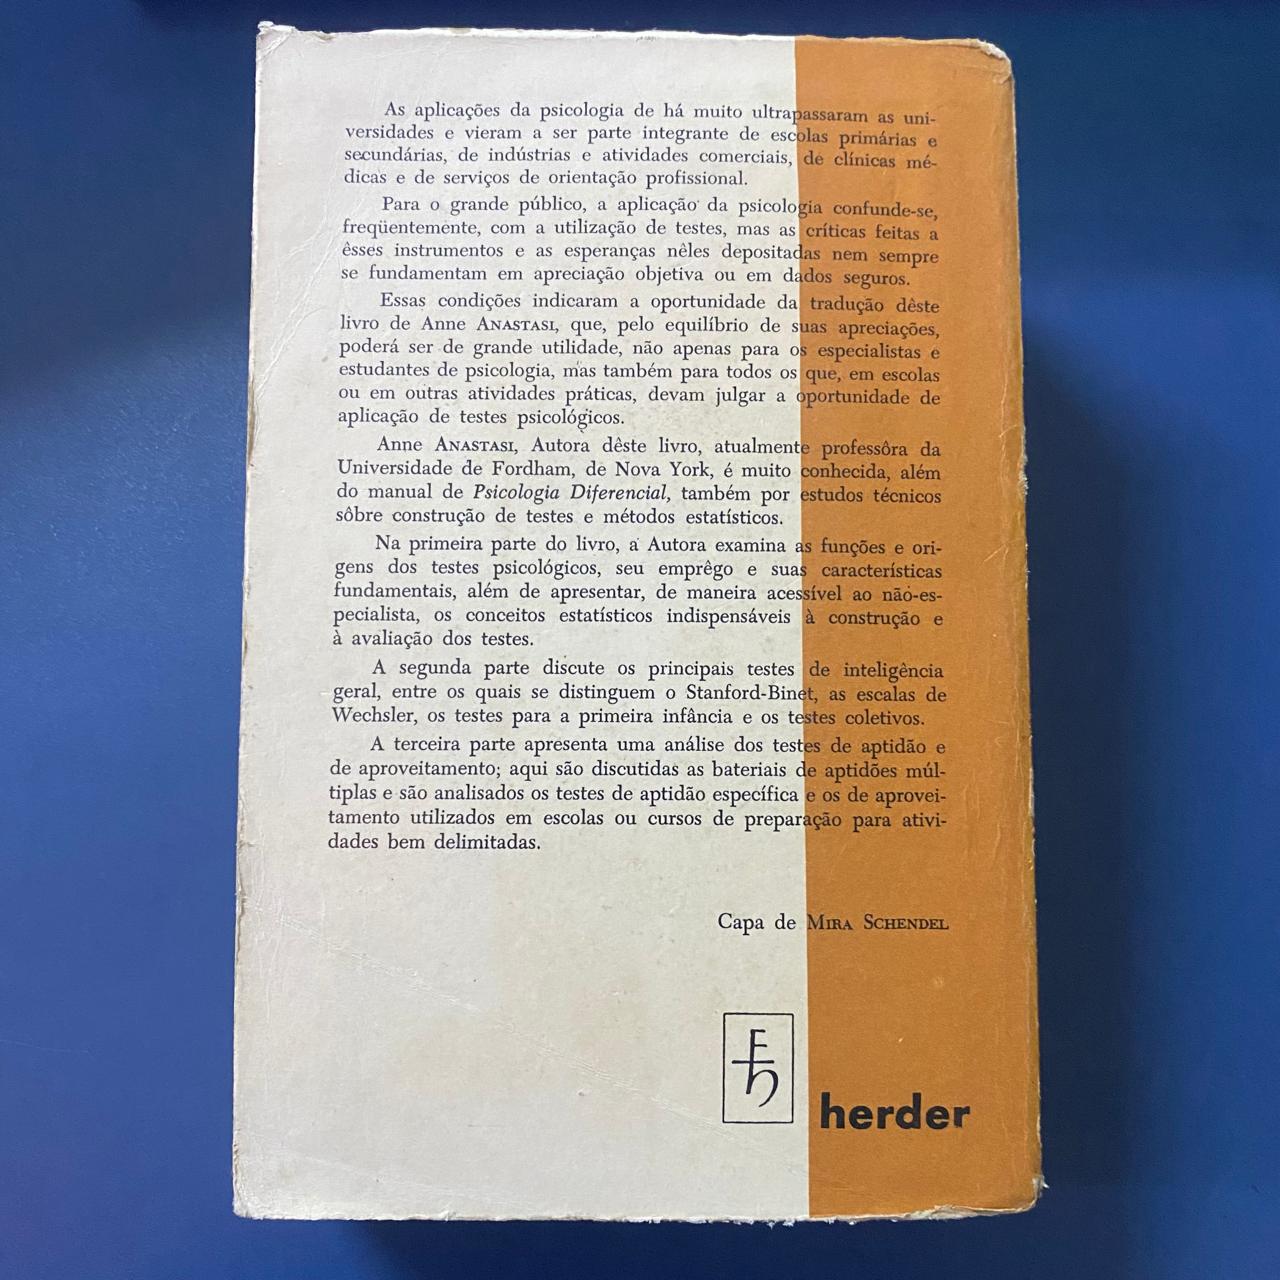 As aplicações da psicologia de há muito ultrapassaram as uni-
versidades e vieram a ser parte integrante de escolas primárias e
secundárias, de indústrias e atividades comerciais, de clínicas mé-
dicas e de serviços de orientação profissional.
Para o grande público, a aplicação da psicologia confunde-se,
freqüentemente, com a utilização de testes, mas as críticas feitas a
êsses instrumentos e as esperanças nêles depositadas nem sempre
se fundamentam em apreciação objetiva ou em dados seguros.
Essas condições indicaram a oportunidade da tradução dêste
livro de Anne ANASTASI, que, pelo equilíbrio de suas apreciações,
poderá ser de grande utilidade, não apenas para os especialistas e
estudantes de psicologia, mas também para todos os que, em escolas
ou em outras atividades práticas, devam julgar a oportunidade de
aplicação de testes psicológicos.
Anne ANASTASI, Autora dêste livro, atualmente professôra da
Universidade de Fordham, de Nova York, é muito conhecida, além
do manual de Psicologia Diferencial, também por estudos técnicos
sôbre construção de testes e métodos estatísticos.
Na primeira parte do livro, a Autora examina as funções e ori-
gens dos testes psicológicos, seu emprêgo e suas características
fundamentais, além de apresentar, de maneira acessível ao não-es-
pecialista, os conceitos estatísticos indispensáveis à construção e
à avaliação dos testes.
A segunda parte discute os principais testes de inteligência
geral, entre os quais se distinguem o Stanford-Binet, as escalas de
Wechsler, os testes para a primeira infância e os testes coletivos.
A terceira parte apresenta uma análise dos testes de aptidão e
de aproveitamento; aqui são discutidas as bateriais de aptidões múl-
tiplas e são analisados os testes de aptidão específica e os de aprovei-
tamento utilizados em escolas ou cursos de preparação para ativi-
dades bem delimitadas.
Capa de MIRA SCHENDEL
E
h
herder